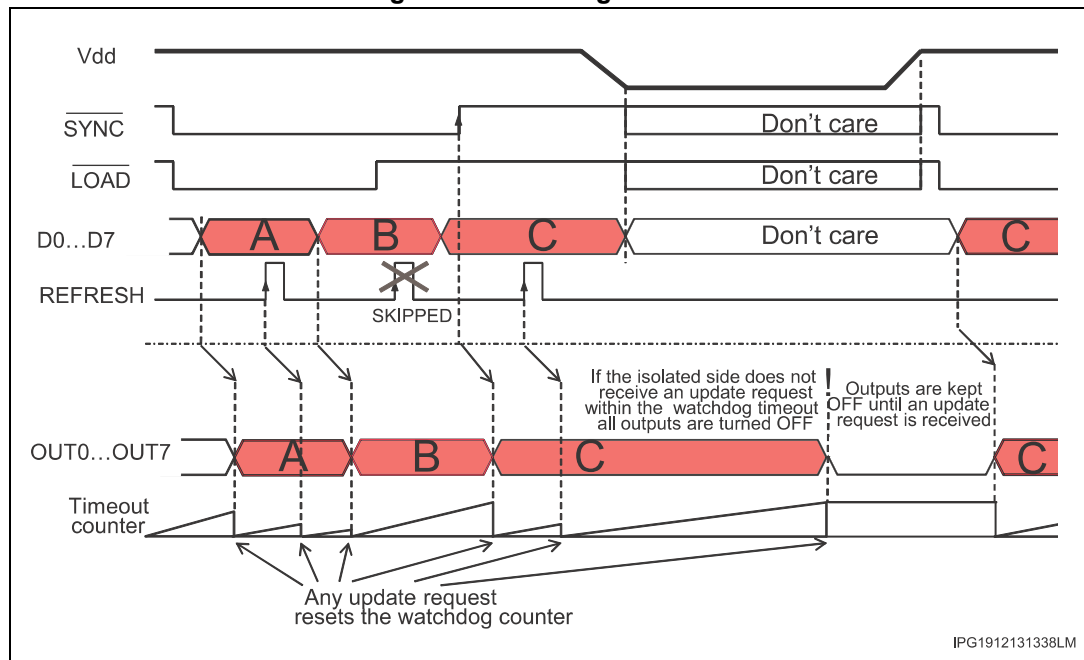 Vdd
SYNC
Don't care
LOAD
Don't care
D0...D7
A
B
C
Don't care
C
REFRESH
SKIPPED
If the isolated side does not
receive an update request
within the watchdog timeout
all outputs are turned OFF
Outputs are kept
OFF until an update
request is received
OUT0...OUT7
A
B
C
C
Timeout
counter
Any update request
resets the watchdog counter
IPG1912131338LM